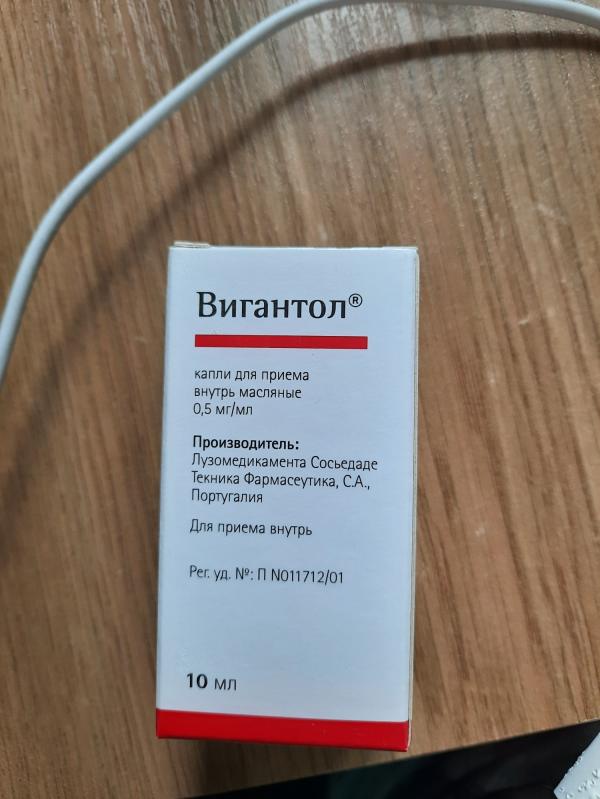 Вигантол®
капли для приема
внутрь масляные
0,5 мг/мл
Производитель:
Лузомедикамента Сосьедаде
Текника Фармасеутика, С.А.,
Португалия
Для приема внутрь
Рег. уд. №: П N011712/01
10 мл